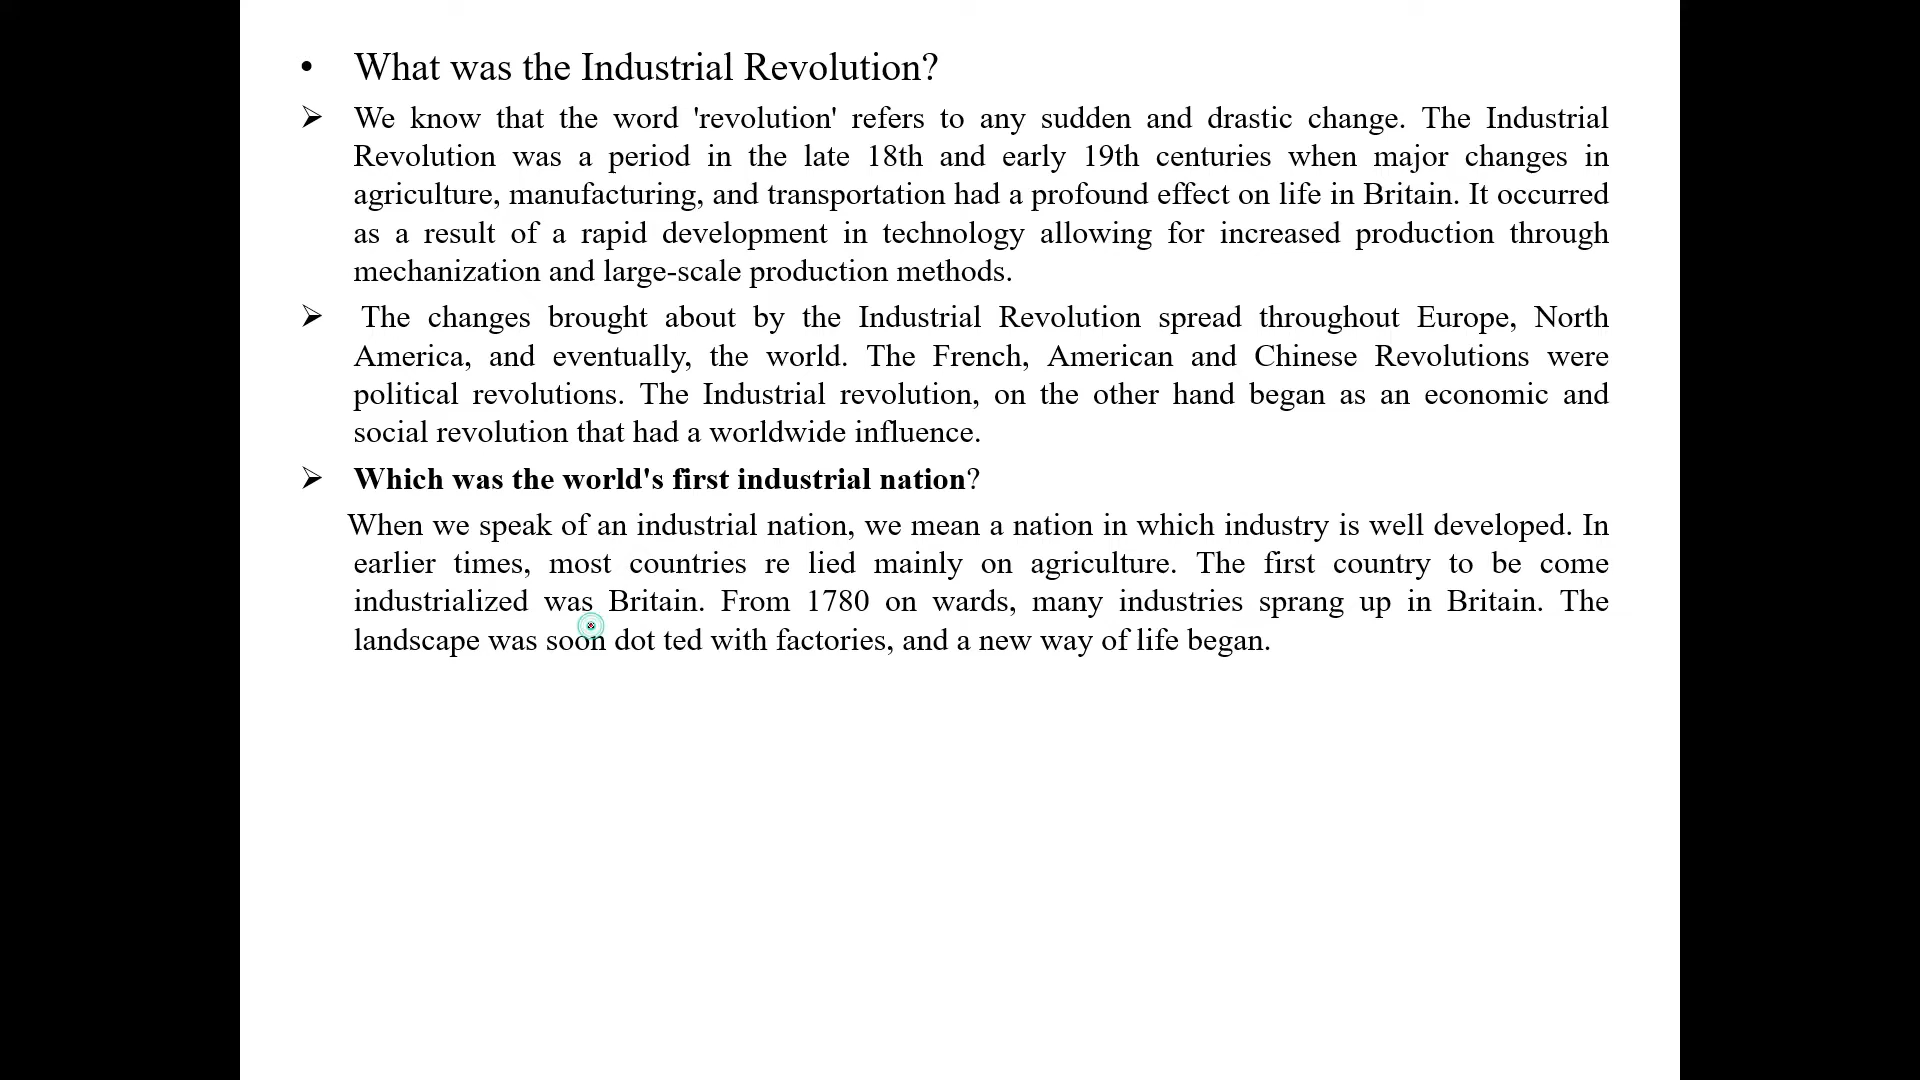 • What was the Industrial Revolution?
➢ We know that the word 'revolution' refers to any sudden and drastic change. The Industrial
Revolution was a period in the late 18th and early 19th centuries when major changes in
agriculture, manufacturing, and transportation had a profound effect on life in Britain. It occurred
as a result of a rapid development in technology allowing for increased production through
mechanization and large-scale production methods.
➢ The changes brought about by the Industrial Revolution spread throughout Europe, North
America, and eventually, the world. The French, American and Chinese Revolutions were
political revolutions. The Industrial revolution, on the other hand began as an economic and
social revolution that had a worldwide influence.
➢ Which was the world's first industrial nation?
When we speak of an industrial nation, we mean a nation in which industry is well developed. In
earlier times, most countries re lied mainly on agriculture. The first country to be come
industrialized was Britain. From 1780 on wards, many industries sprang up in Britain. The
landscape was soon dot ted with factories, and a new way of life began.